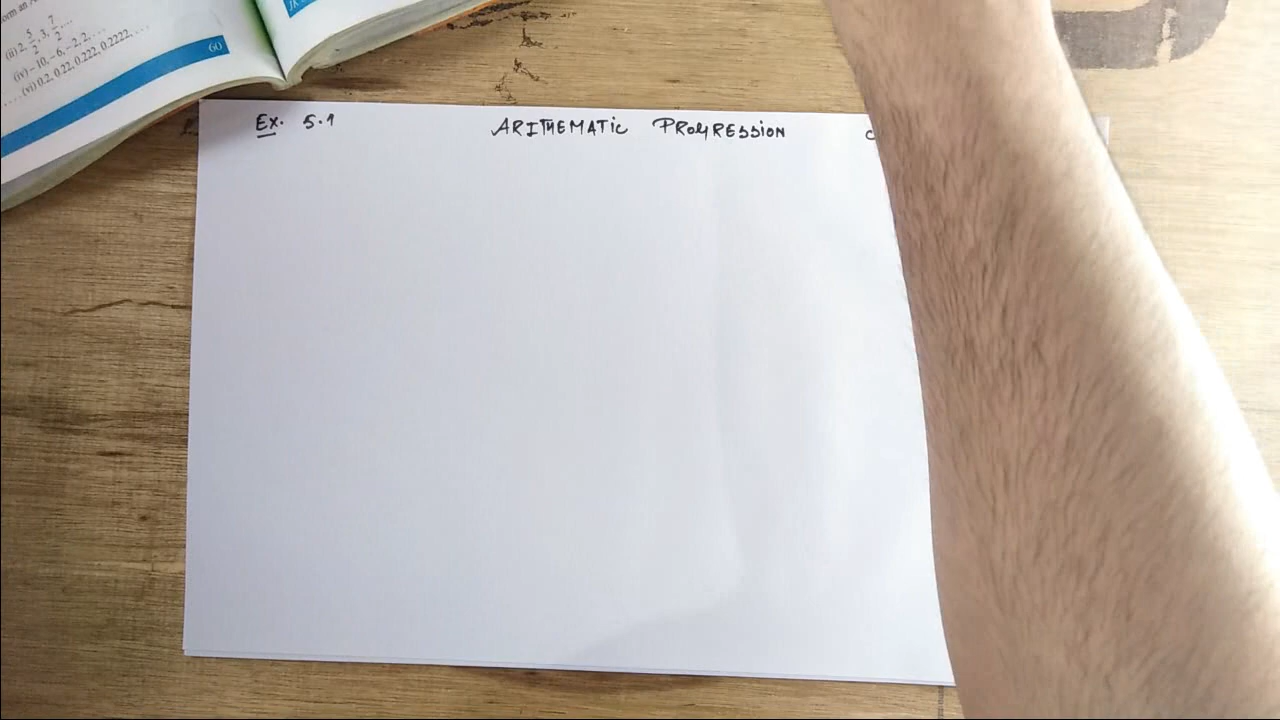 (ii) 2, 5/2, 3, 7/2, ...
(iv) – 10, – 6, – 2, 2, ...
(vi) 0.2, 0.22, 0.222, 0.2222, ...
60
Ex. 5.1 ARITHEMATIC PROGRESSION